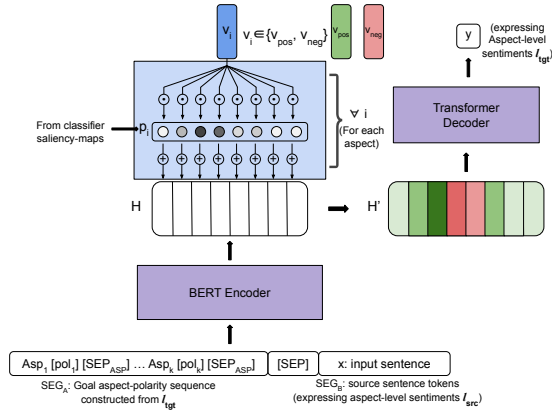 v_i
v_i ∈ {v_pos, v_neg}
v_pos
v_neg
y
(expressing
Aspect-level
sentiments l_tgt)
From classifier
saliency-maps
p_i
∀ i
(For each
aspect)
Transformer
Decoder
H
H'
BERT Encoder
Asp_1 [pol_1] [SEP_ASP] ... Asp_k [pol_k] [SEP_ASP]
[SEP]
x: input sentence
SEG_A: Goal aspect-polarity sequence
constructed from l_tgt
SEG_B: source sentence tokens
(expressing aspect-level sentiments l_src)